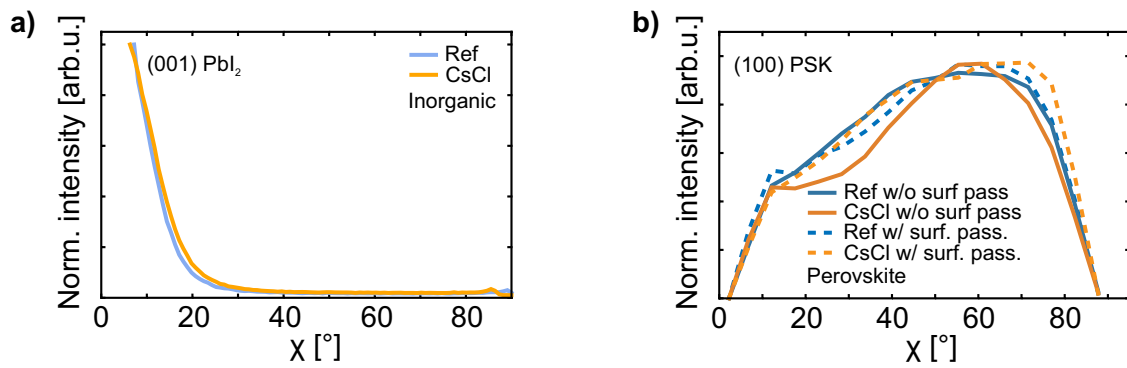 a)
Norm. intensity [arb.u.]
(001) PbI₂
Ref
CsCl
Inorganic
0 20 40 60 80
χ [°]
b)
Norm. intensity [arb.u.]
(100) PSK
Ref w/o surf pass
CsCl w/o surf pass
Ref w/ surf. pass.
CsCl w/ surf. pass.
Perovskite
0 20 40 60 80
χ [°]